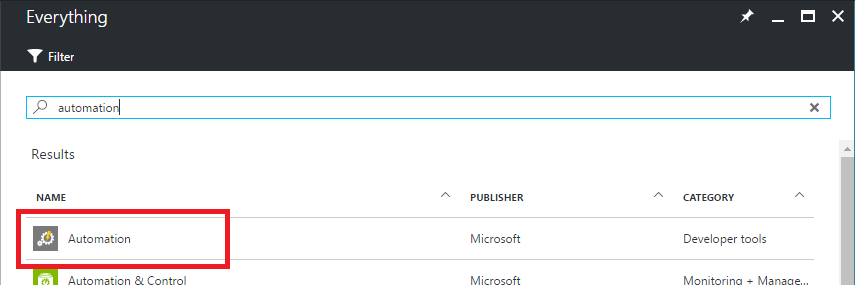 Everything
Filter
automation
Results
NAME PUBLISHER CATEGORY
Automation Microsoft Developer tools
Automation & Control Microsoft Monitoring + Manage...